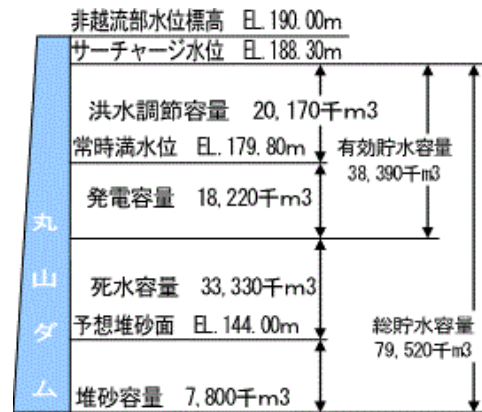 非越流部水位標高 EL.190.00m
サーチャージ水位 EL.188.30m
洪水調節容量 20,170千m3
常時満水位 EL.179.80m
有効貯水容量
38,390千m3
発電容量 18,220千m3
丸山ダム
死水容量 33,330千m3
予想堆砂面 EL.144.00m
総貯水容量
79,520千m3
堆砂容量 7,800千m3